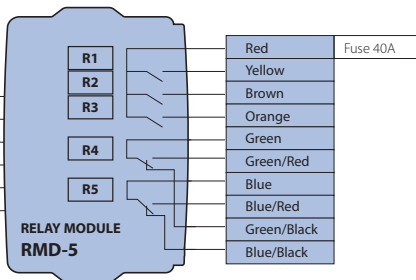 R1
R2
R3
R4
R5
RELAY MODULE
RMD-5
Red Fuse 40A
Yellow
Brown
Orange
Green
Green/Red
Blue
Blue/Red
Green/Black
Blue/Black